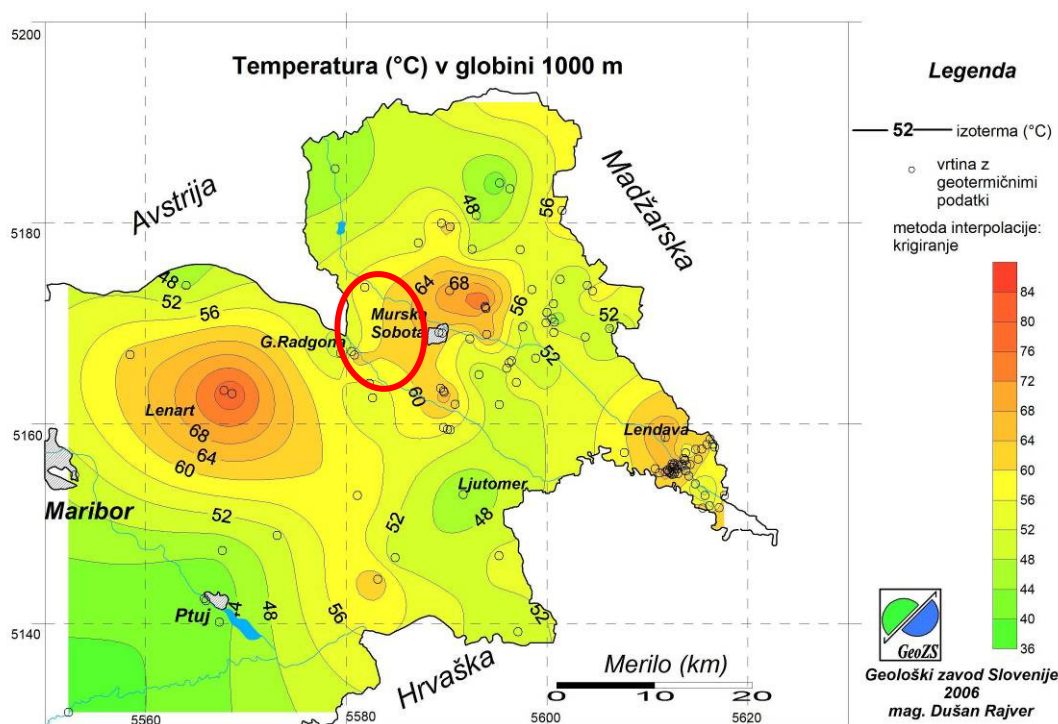 5200
5180
5160
5140
Temperatura (°C) v globini 1000 m
Avstrija
Madžarska
Hrvaška
48
52
56
48
56
64
68
56
52
60
Murska
Sobota
G.Radgona
Lenart
68
64
60
Lendava
Ljutomer
48
52
Maribor
52
48
56
52
Ptuj
Merilo (km)
0 10 20
5560
5580
5600
5620
Legenda
52 izoterma (°C)
vrtina z
geotermičnimi
podatki
metoda interpolacije:
krigiranje
84
80
76
72
68
64
60
56
52
48
44
40
36
GeoZS
Geološki zavod Slovenije
2006
mag. Dušan Rajver